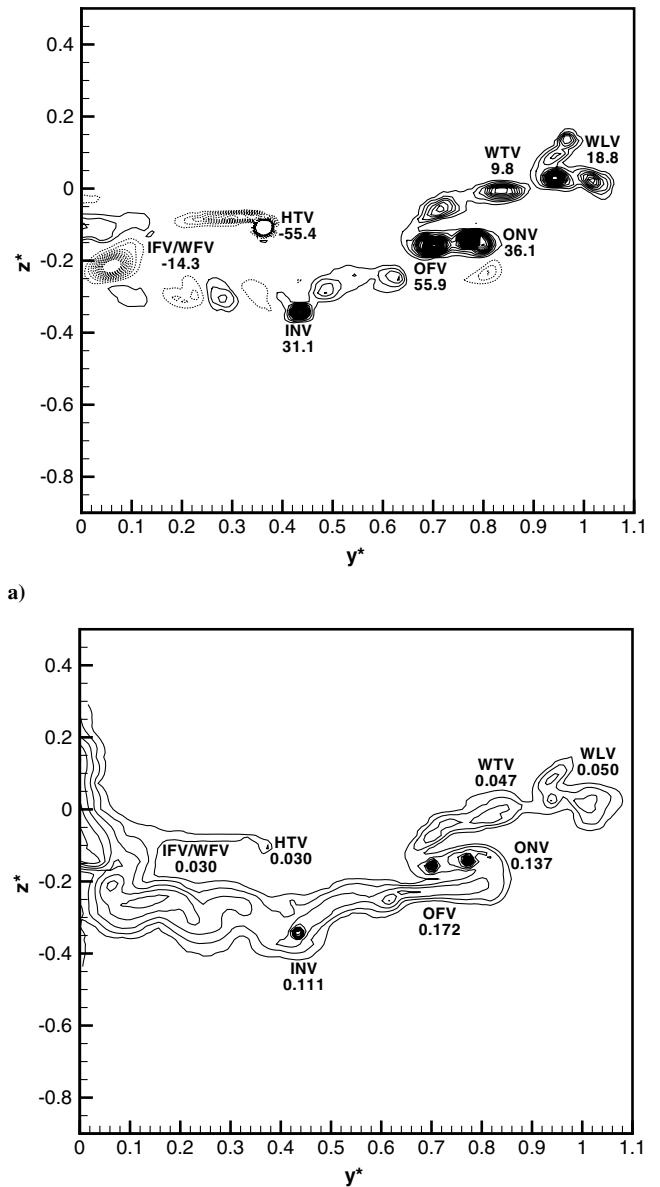 0.4
0.2
0
-0.2
-0.4
-0.6
-0.8
z*
WTV
9.8
WLV
18.8
HTV
-55.4
IFV/WFV
-14.3
ONV
36.1
OFV
55.9
INV
31.1
0 0.1 0.2 0.3 0.4 0.5 0.6 0.7 0.8 0.9 1 1.1
y*
a)
0.4
0.2
0
-0.2
-0.4
-0.6
-0.8
z*
WTV
0.047
WLV
0.050
IFV/WFV
0.030
HTV
0.030
ONV
0.137
OFV
0.172
INV
0.111
0 0.1 0.2 0.3 0.4 0.5 0.6 0.7 0.8 0.9 1 1.1
y*